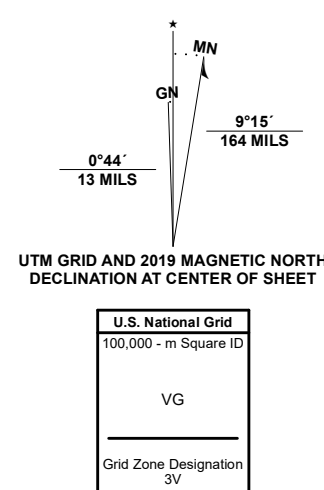 ★
MN
GN
9°15´
164 MILS
0°44´
13 MILS
UTM GRID AND 2019 MAGNETIC NORTH
DECLINATION AT CENTER OF SHEET
U.S. National Grid
100,000 - m Square ID
VG
Grid Zone Designation
3V